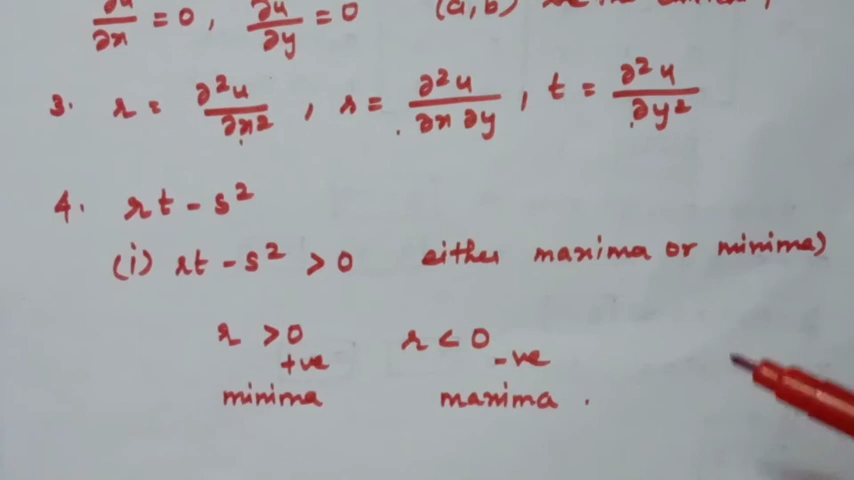 ∂u/∂x = 0, ∂u/∂y = 0 (a, b)
3. r = ∂²u/∂x², s = ∂²u/∂x ∂y, t = ∂²u/∂y²
4. rt - s²
(i) rt - s² > 0 either maxima or minima)
r > 0 r < 0
+ve -ve
minima maxima .